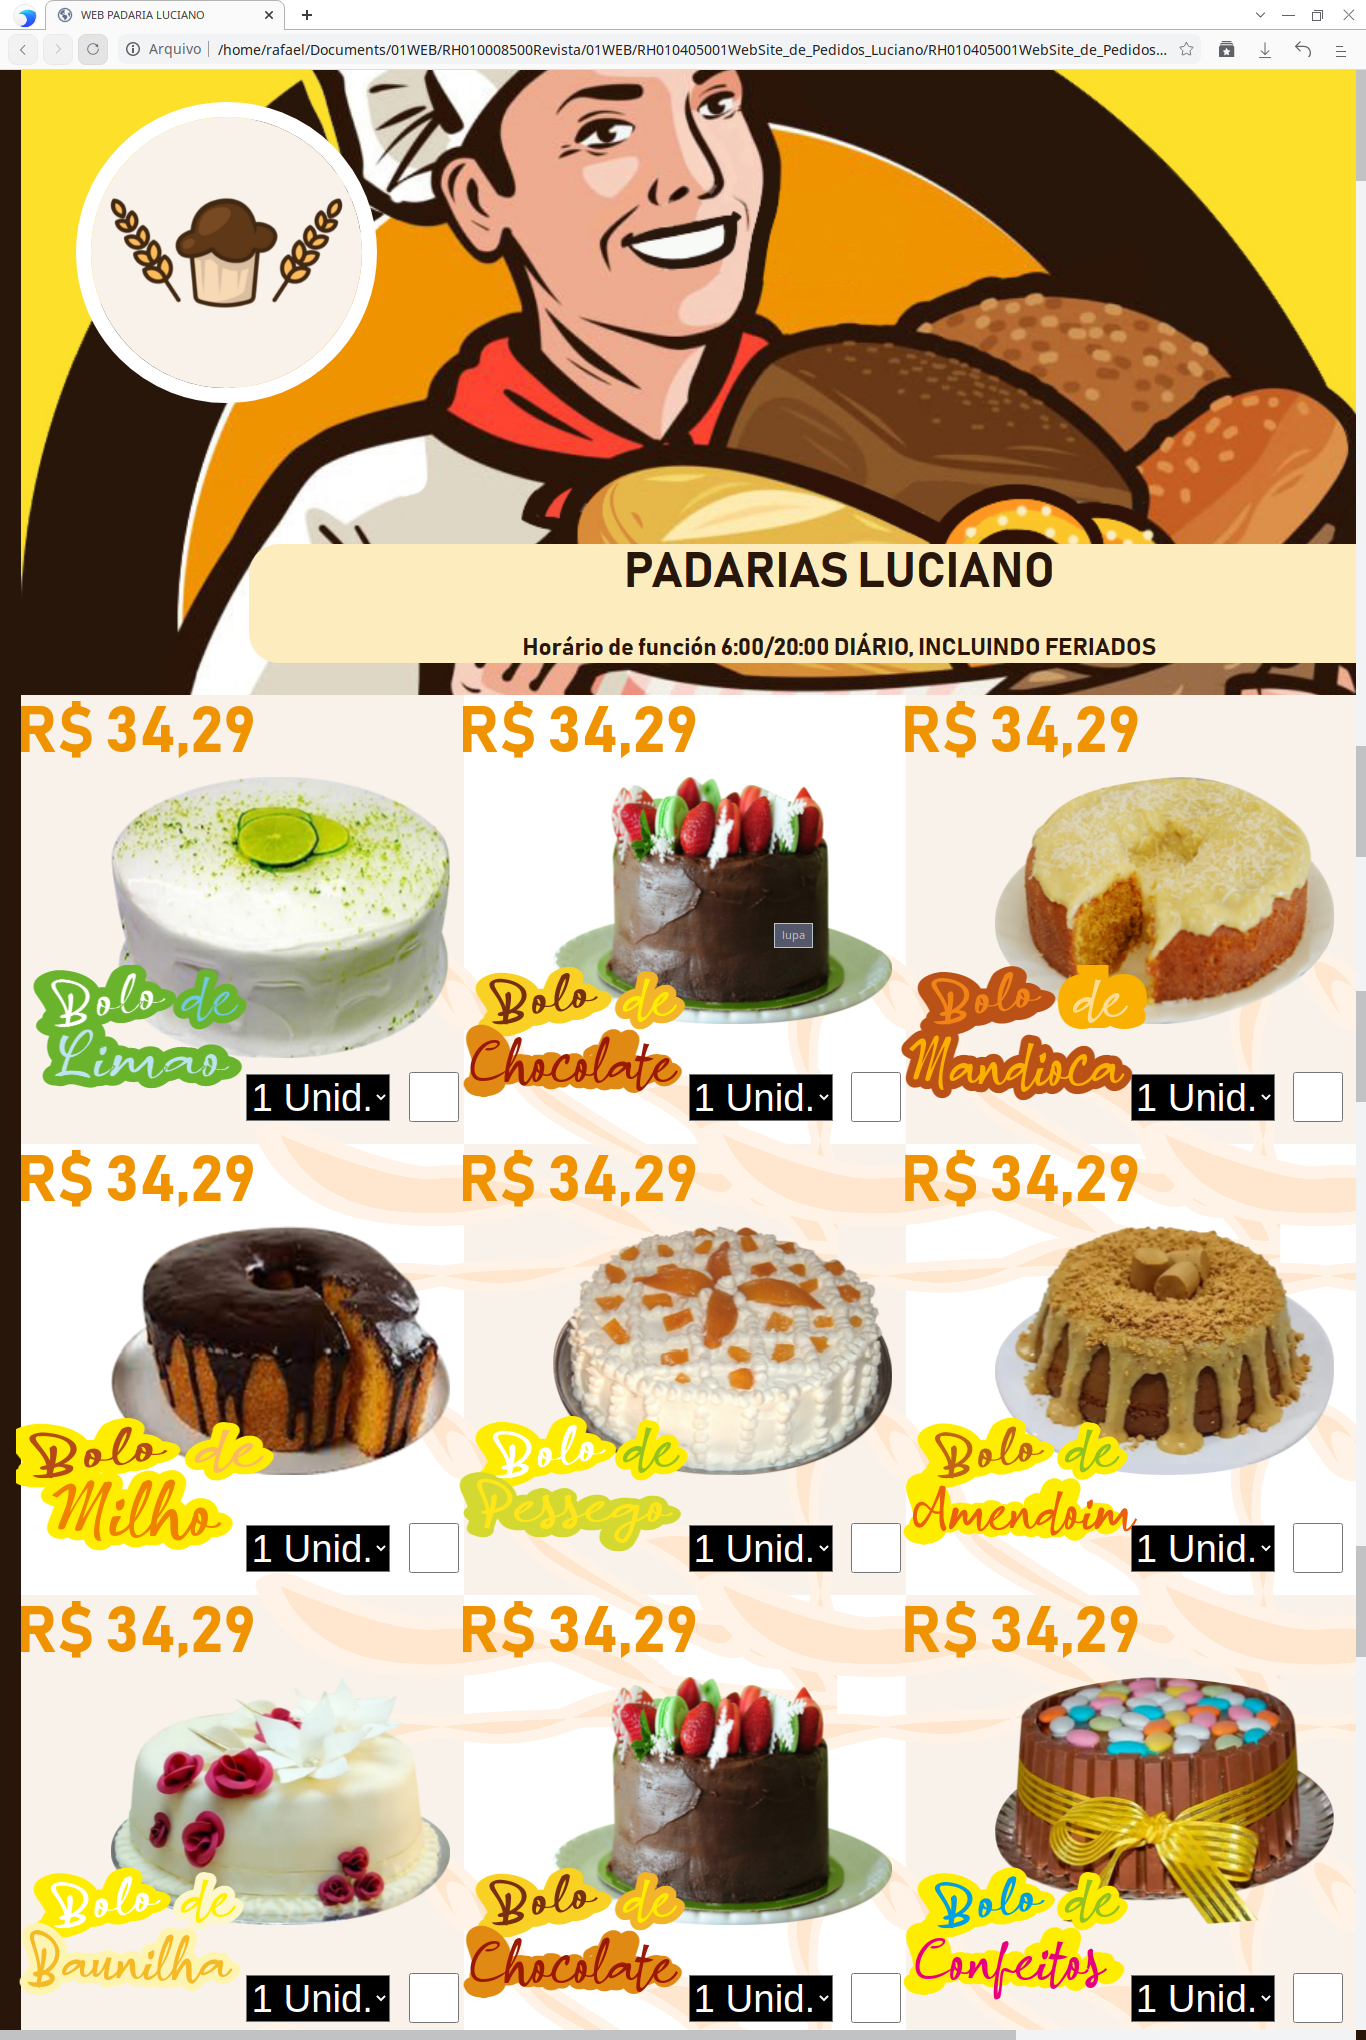 WEB PADARIA LUCIANO
Arquivo /home/rafael/Documents/01WEB/RH010008500Revista/01WEB/RH010405001WebSite_de_Pedidos_Luciano/RH010405001WebSite_de_Pedidos...
PADARIAS LUCIANO
Horário de función 6:00/20:00 DIÁRIO, INCLUINDO FERIADOS
R$ 34,29 R$ 34,29 R$ 34,29
lupa
Bolo de Bolo de Bolo de
Limao Chocolate Mandioca
1 Unid. 1 Unid. 1 Unid.
R$ 34,29 R$ 34,29 R$ 34,29
Bolo de Bolo de Bolo de
Milho Pessego Amendoim
1 Unid. 1 Unid. 1 Unid.
R$ 34,29 R$ 34,29 R$ 34,29
Bolo de Bolo de Bolo de
Baunilha Chocolate Confeitos
1 Unid. 1 Unid. 1 Unid.